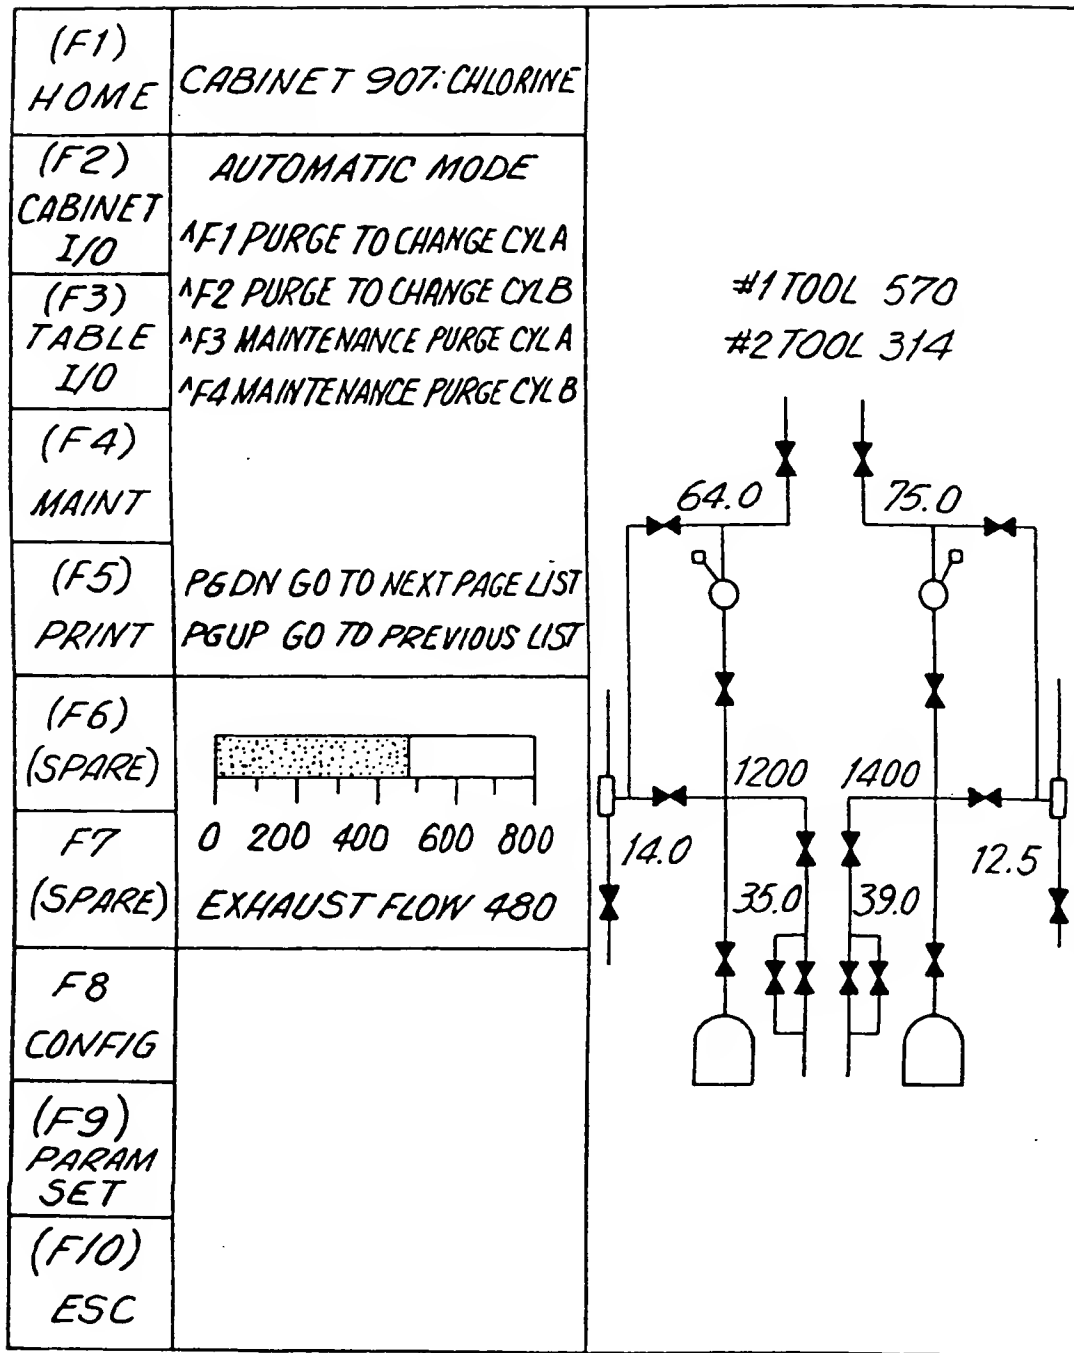 (F1)
HOME
CABINET 907: CHLORINE
(F2)
CABINET
I/O
(F3)
TABLE
I/O
(F4)
MAINT
AUTOMATIC MODE
^F1 PURGE TO CHANGE CYL A
^F2 PURGE TO CHANGE CYL B
^F3 MAINTENANCE PURGE CYL A
^F4 MAINTENANCE PURGE CYL B
(F5)
PRINT
PGDN GO TO NEXT PAGE LIST
PGUP GO TO PREVIOUS LIST
(F6)
(SPARE)
F7
(SPARE)
0 200 400 600 800
EXHAUST FLOW 480
F8
CONFIG
(F9)
PARAM
SET
(F10)
ESC
#1 TOOL 570
#2 TOOL 314
64.0 75.0
1200 1400
14.0 12.5
35.0 39.0